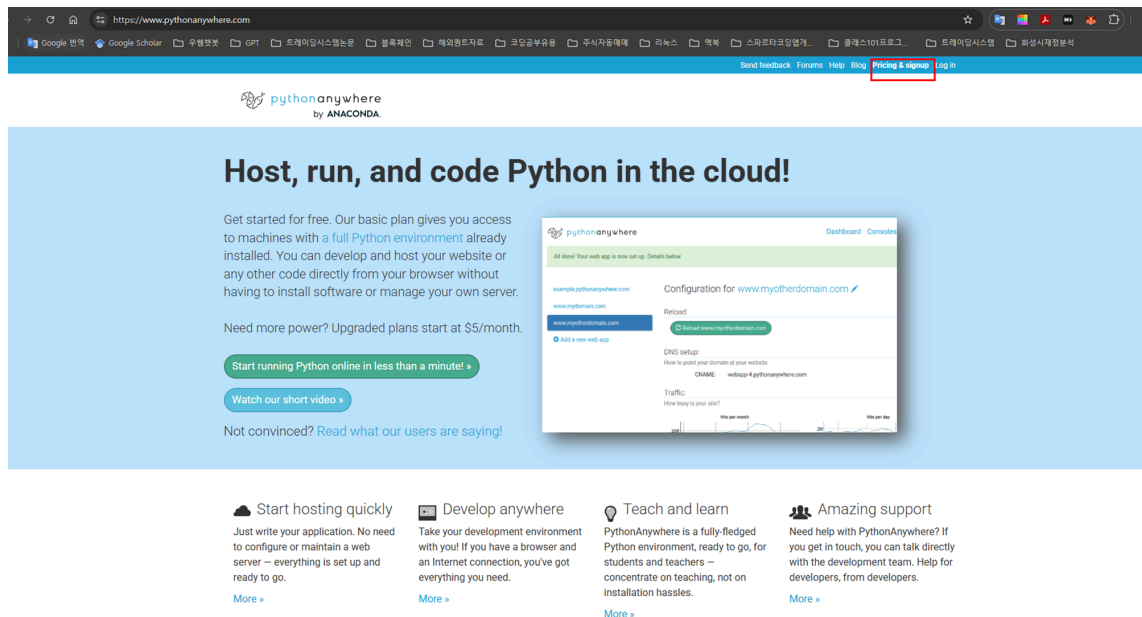 https://www.pythonanywhere.com
Google 번역
Google Scholar
우쌤챗봇
GPT
트레이딩시스템논문
블록체인
해외퀀트자료
코딩공부유용
주식자동매매
리눅스
맥북
스파르타코딩앱개...
클래스101프로그...
트레이딩시스템
화성시재정분석
Send feedback Forums Help Blog Pricing & signup Log in
pythonanywhere
by ANACONDA.
Host, run, and code Python in the cloud!
Get started for free. Our basic plan gives you access
to machines with a full Python environment already
installed. You can develop and host your website or
any other code directly from your browser without
having to install software or manage your own server.
Need more power? Upgraded plans start at $5/month.
Start running Python online in less than a minute! »
Watch our short video »
Not convinced? Read what our users are saying!
pythonanywhere
Dashboard Consoles
All done! Your web app is now set up. Details below.
example.pythonanywhere.com
www.mydomain.com
www.myotherdomain.com
Add a new web app
Configuration for www.myotherdomain.com
Reload:
Reload www.myotherdomain.com
DNS setup:
How to point your domain at your website.
CNAME: webapp-4.pythonanywhere.com
Traffic:
How busy is your site?
Hits per month
Hits per day
2M
Start hosting quickly
Just write your application. No need
to configure or maintain a web
server — everything is set up and
ready to go.
More »
Develop anywhere
Take your development environment
with you! If you have a browser and
an Internet connection, you've got
everything you need.
More »
Teach and learn
PythonAnywhere is a fully-fledged
Python environment, ready to go, for
students and teachers —
concentrate on teaching, not on
installation hassles.
More »
Amazing support
Need help with PythonAnywhere? If
you get in touch, you can talk directly
with the development team. Help for
developers, from developers.
More »